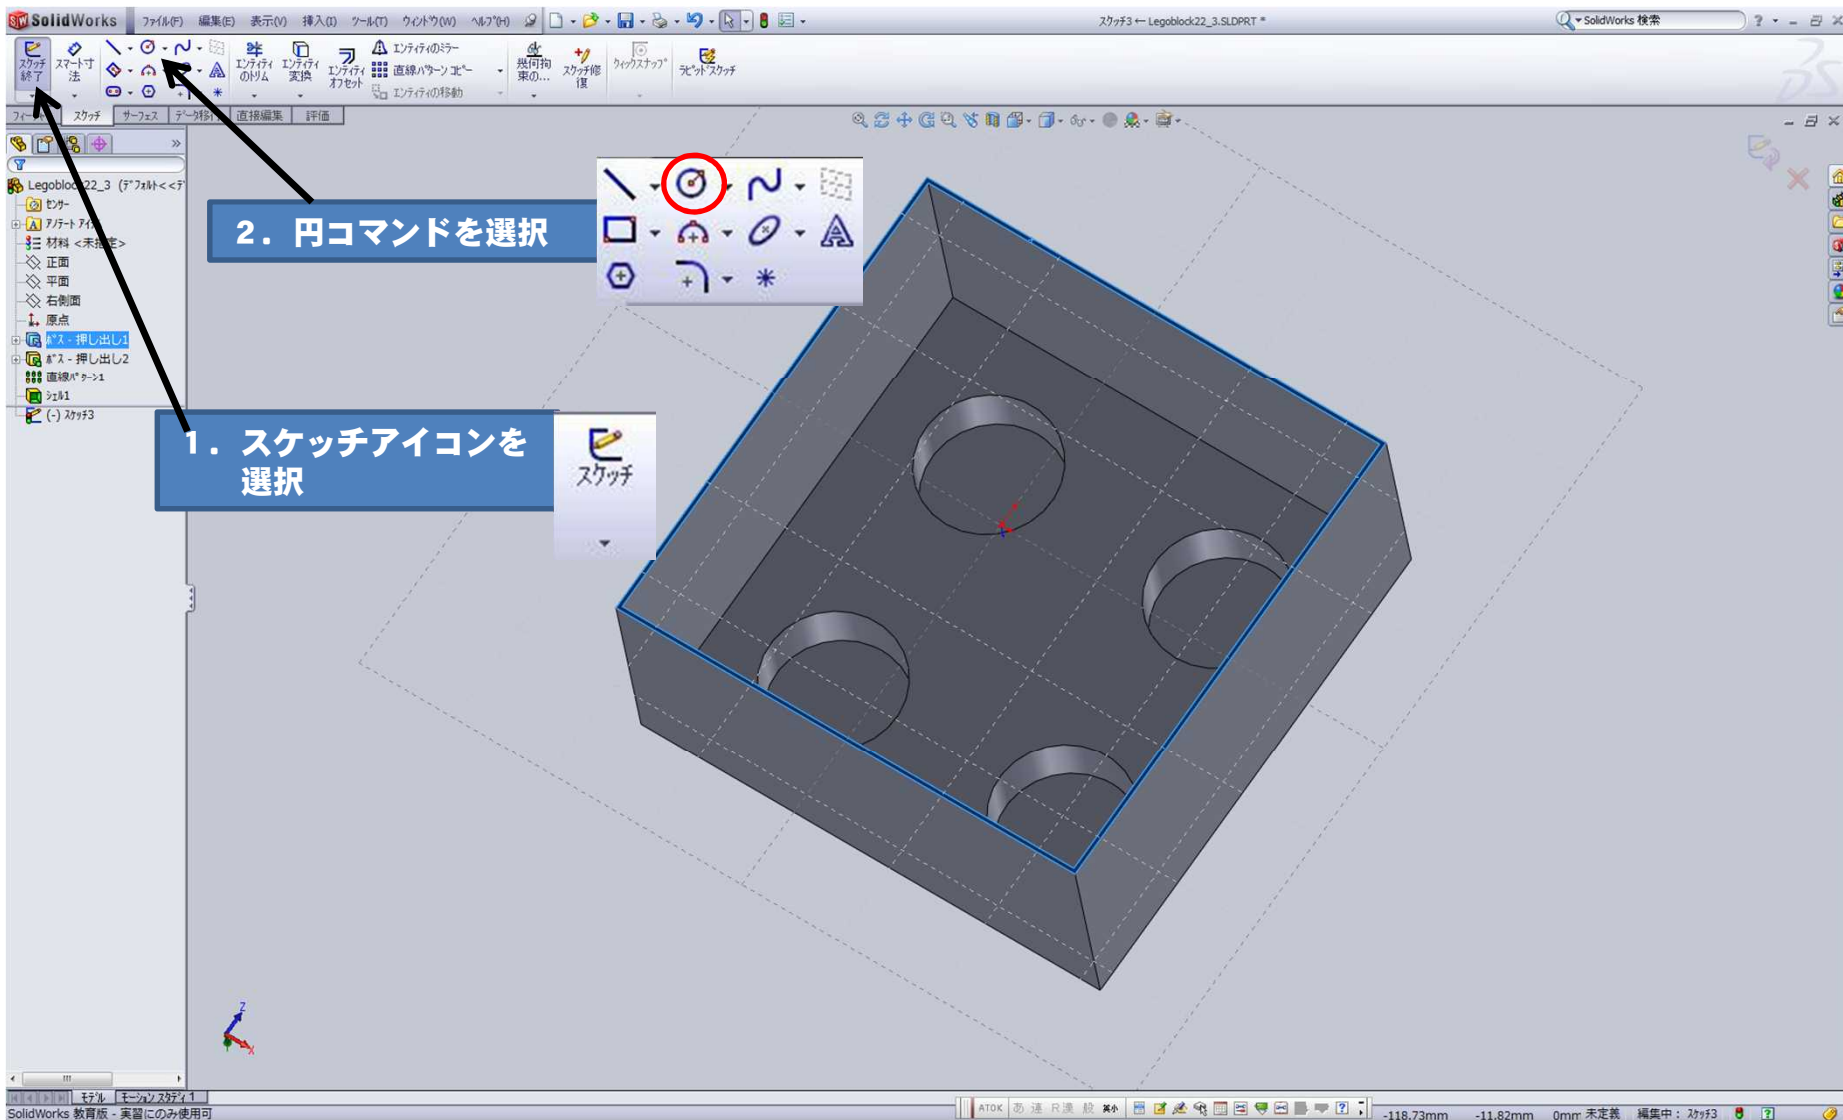 SolidWorks ファイル(F) 編集(E) 表示(V) 挿入(I) ツール(T) ウィンドウ(W) ヘルプ(H) スケッチ3 ← Legoblock22_3.SLDPRT * SolidWorks 検索
スケッチ終了
スマート寸法
エンティティのトリム
エンティティ変換
エンティティオフセット
エンティティのミラー
直線パターン コピー
エンティティの移動
幾何拘束の...
スケッチ修復
クイックスナップ
ラピッドスケッチ
スケッチ サーフェス 直接編集 評価
Legoblock22_3 (デフォルト<<デ
センサー
材料 <未指定>
正面
平面
右側面
原点
ボス - 押し出し1
ボス - 押し出し2
直線パターン1
シェル1
(-) スケッチ3
2．円コマンドを選択
1．スケッチアイコンを
選択
スケッチ
Z
X
モデル モーション スタディ 1
SolidWorks 教育版 - 実習にのみ使用可
ATOK あ 連 R漢 般 英小
-118.73mm -11.82mm 0mm 未定義 編集中： スケッチ3